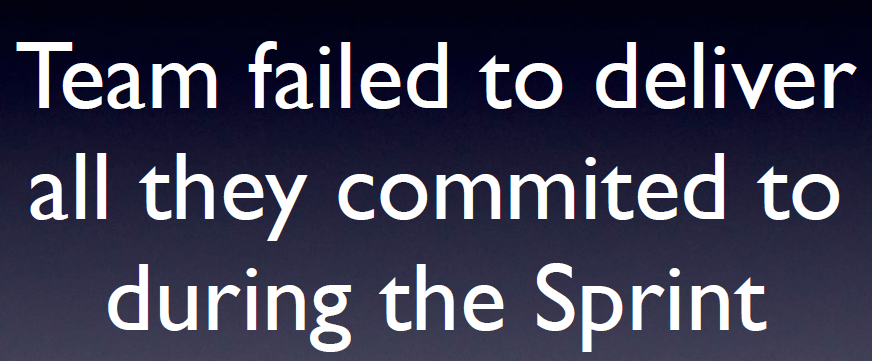 Team failed to deliver
all they commited to
during the Sprint